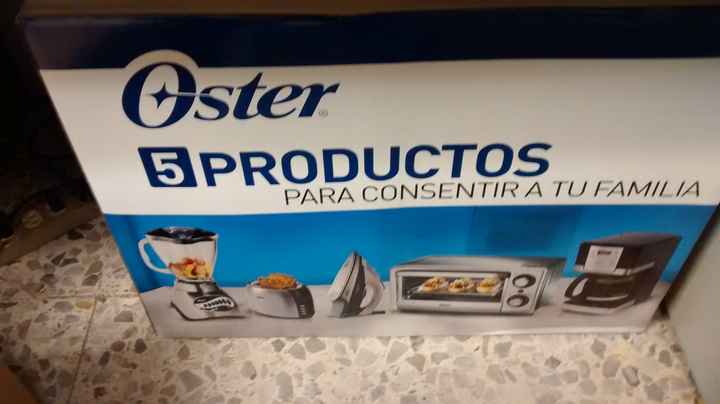 Oster
5 PRODUCTOS
PARA CONSENTIR A TU FAMILIA